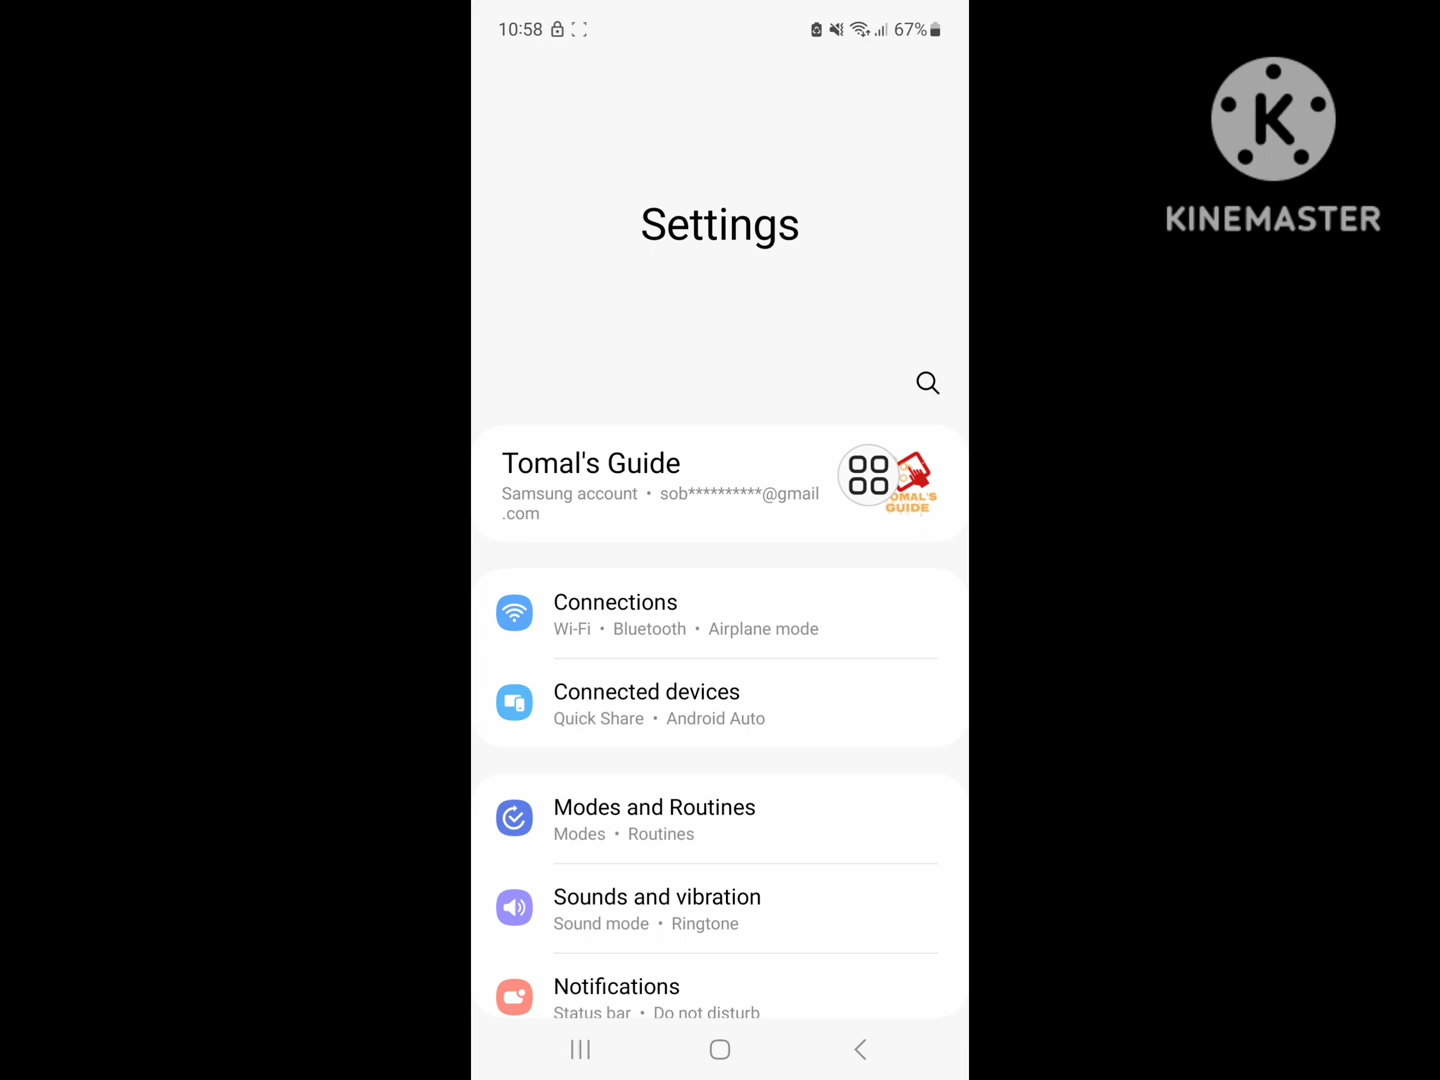 10:58
67%
K
KINEMASTER
Settings
Tomal's Guide
Samsung account • sob**********@gmail
.com
OMAL'S
GUIDE
Connections
Wi-Fi • Bluetooth • Airplane mode
Connected devices
Quick Share • Android Auto
Modes and Routines
Modes • Routines
Sounds and vibration
Sound mode • Ringtone
Notifications
Status bar • Do not disturb